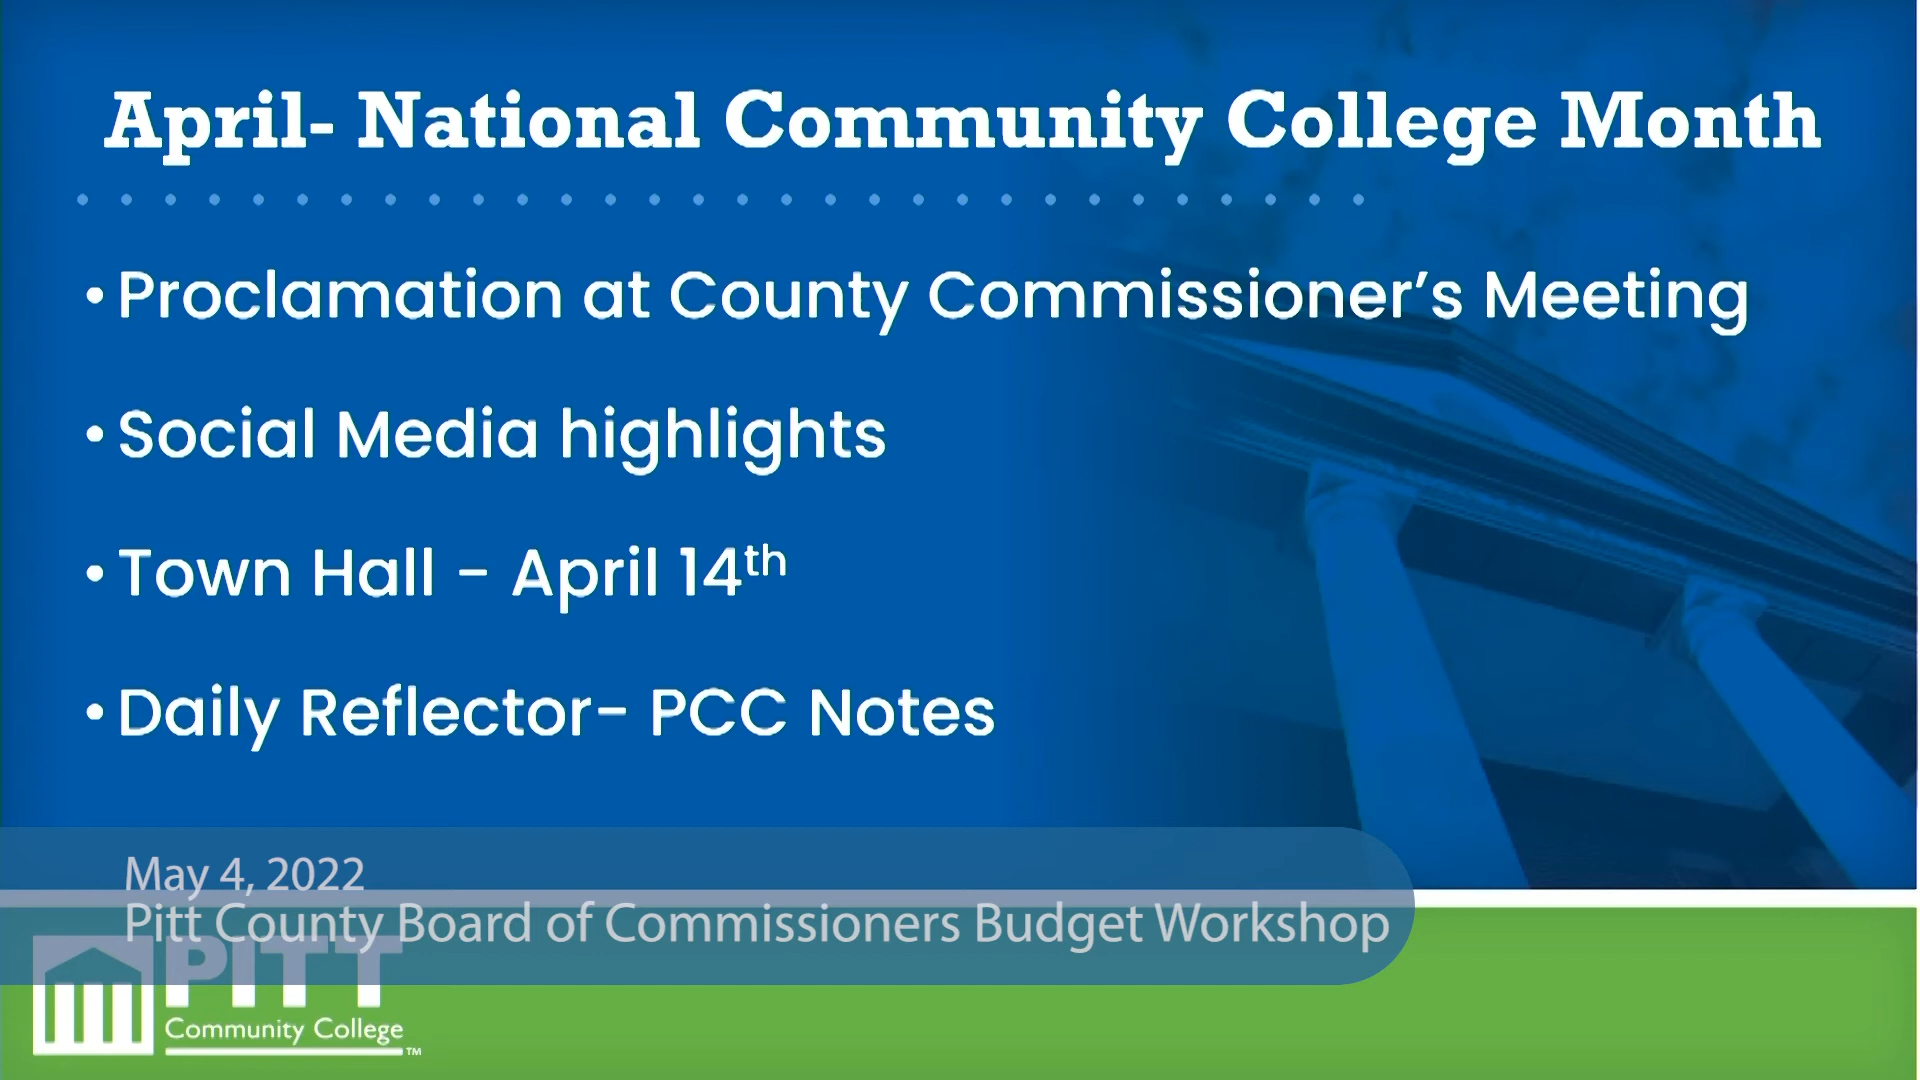 April- National Community College Month
• Proclamation at County Commissioner’s Meeting
• Social Media highlights
• Town Hall - April 14th
• Daily Reflector- PCC Notes
May 4, 2022
Pitt County Board of Commissioners Budget Workshop
PITT
Community College
TM